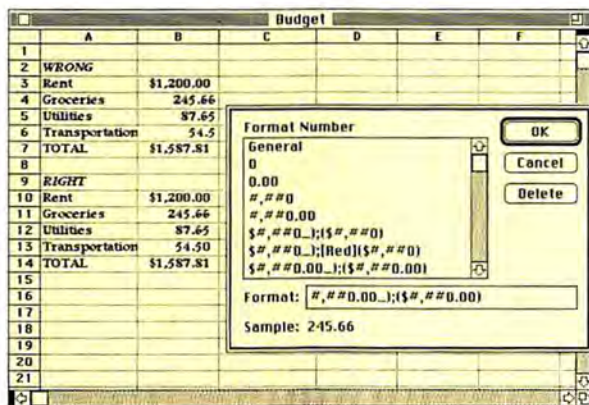 Budget
A B C D E F
1
2 WRONG
3 Rent $1,200.00
4 Groceries 245.66
5 Utilities 87.65
6 Transportation 54.5
7 TOTAL $1,587.81
8
9 RIGHT
10 Rent $1,200.00
11 Groceries 245.66
12 Utilities 87.65
13 Transportation 54.50
14 TOTAL $1,587.81
15
16
17
18
19
20
21
Format Number
General
0
0.00
#,##0
#,##0.00
$#,##0_);($#,##0)
$#,##0_);[Red]($#,##0)
$#,##0.00_);($#,##0.00)
Format: #,##0.00_);($#,##0.00)
Sample: 245.66
OK
Cancel
Delete